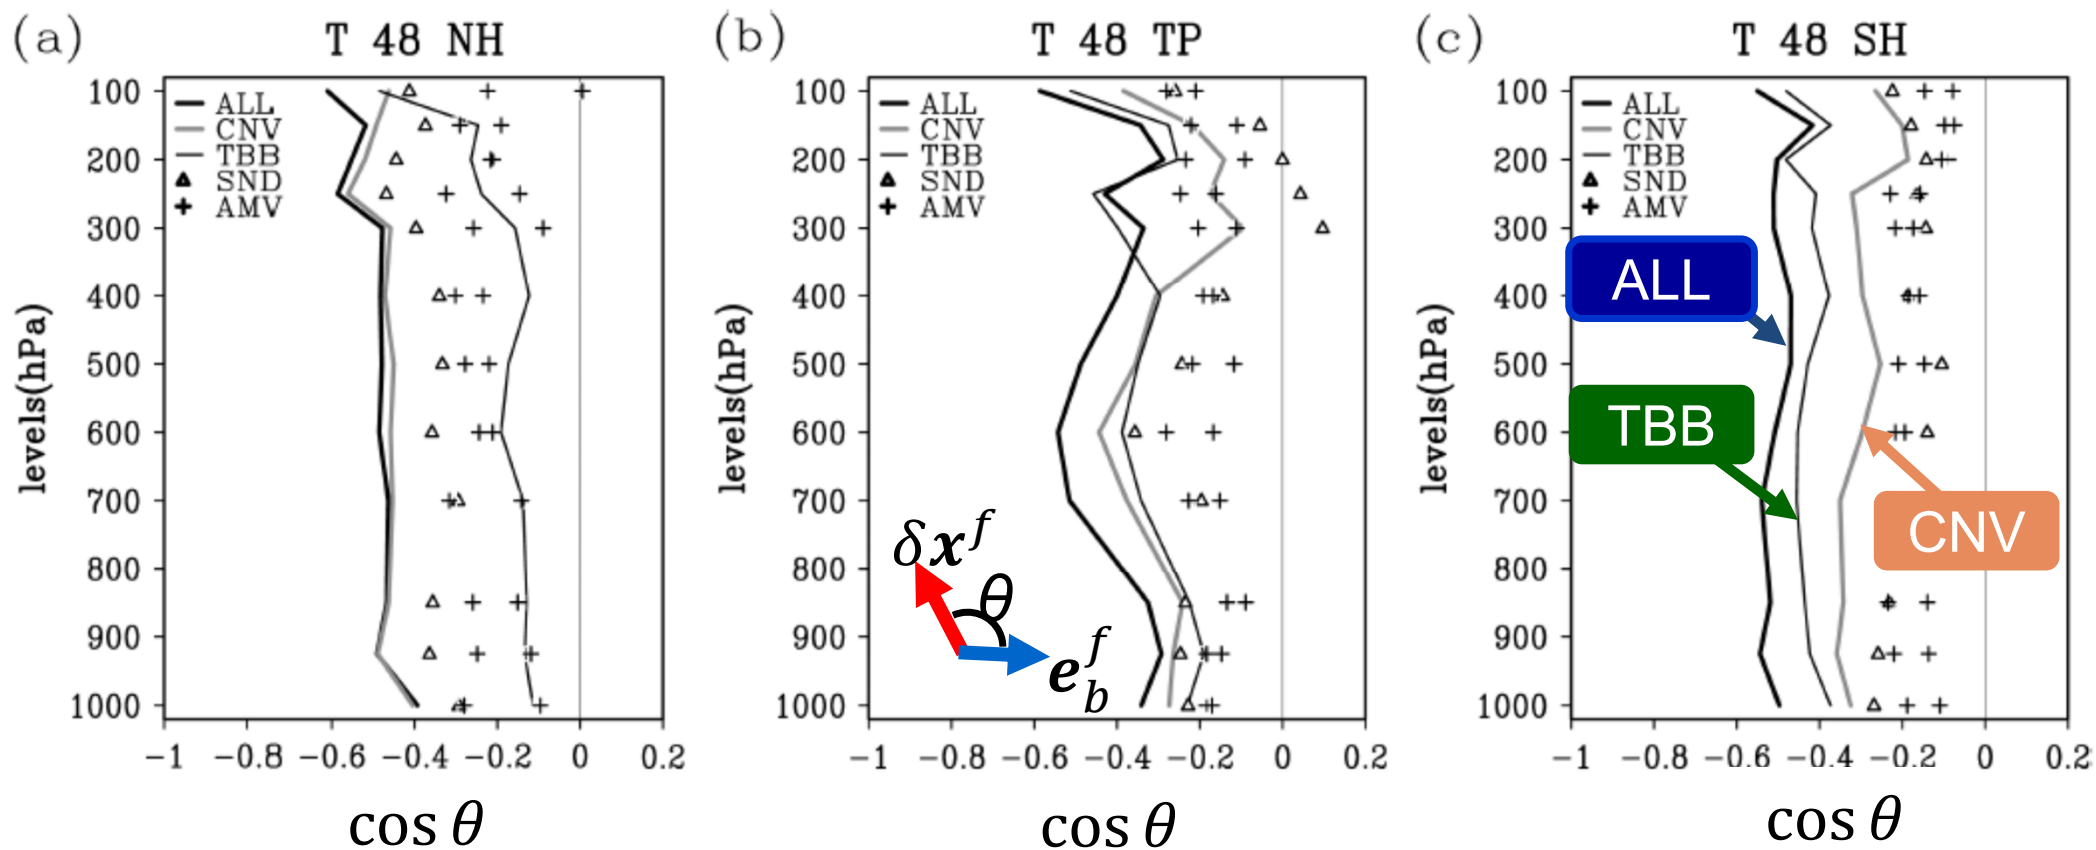 (a) T 48 NH
levels(hPa)
100
200
300
400
500
600
700
800
900
1000
ALL
CNV
TBB
SND
AMV
-1 -0.8 -0.6 -0.4 -0.2 0 0.2
cos θ
(b) T 48 TP
levels(hPa)
100
200
300
400
500
600
700
800
900
1000
ALL
CNV
TBB
SND
AMV
δx^f
θ
e_b^f
-1 -0.8 -0.6 -0.4 -0.2 0 0.2
cos θ
(c) T 48 SH
levels(hPa)
100
200
300
400
500
600
700
800
900
1000
ALL
CNV
TBB
SND
AMV
ALL
TBB
CNV
-1 -0.8 -0.6 -0.4 -0.2 0 0.2
cos θ